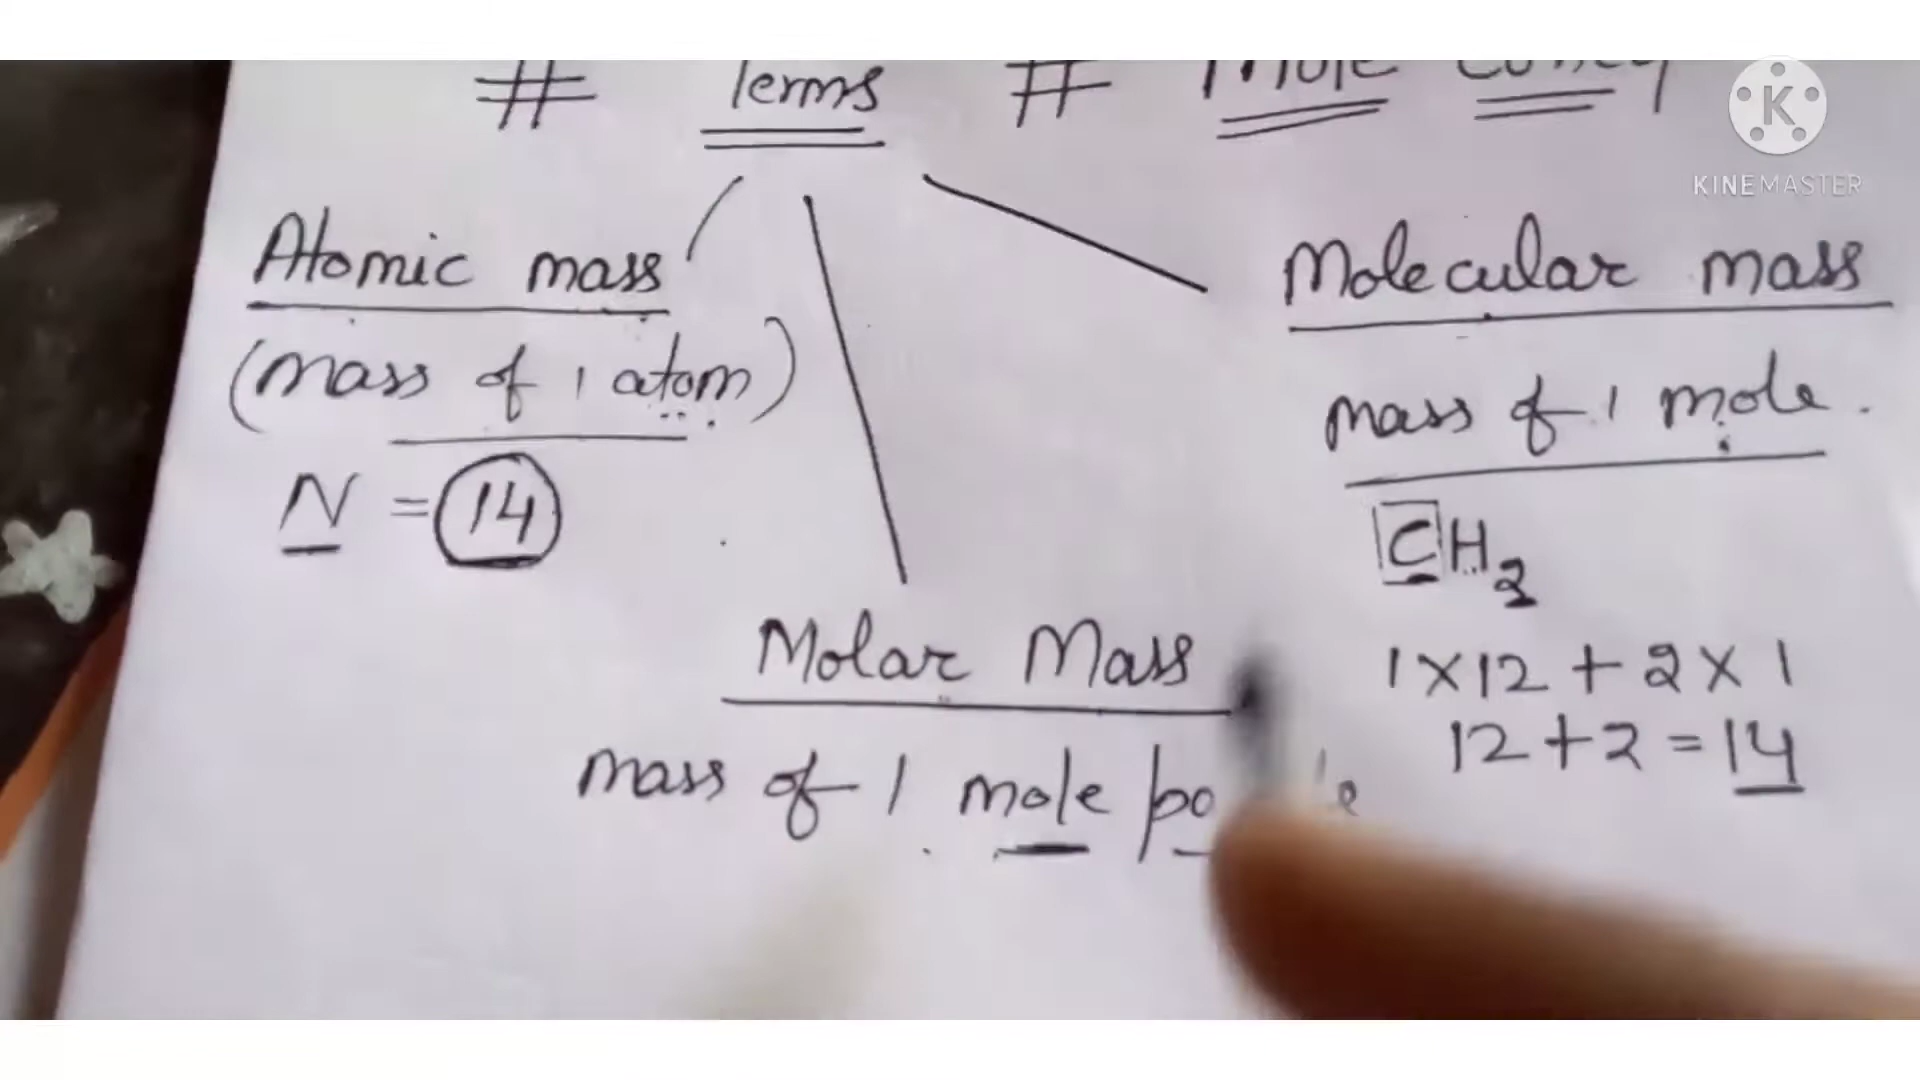 # Terms # Mole
KINEMASTER
Atomic mass
(mass of 1 atom)
N = 14
Molecular mass
mass of 1 mole.
CH2
1×12 + 2×1
12+2 = 14
Molar Mass
mass of 1 mole